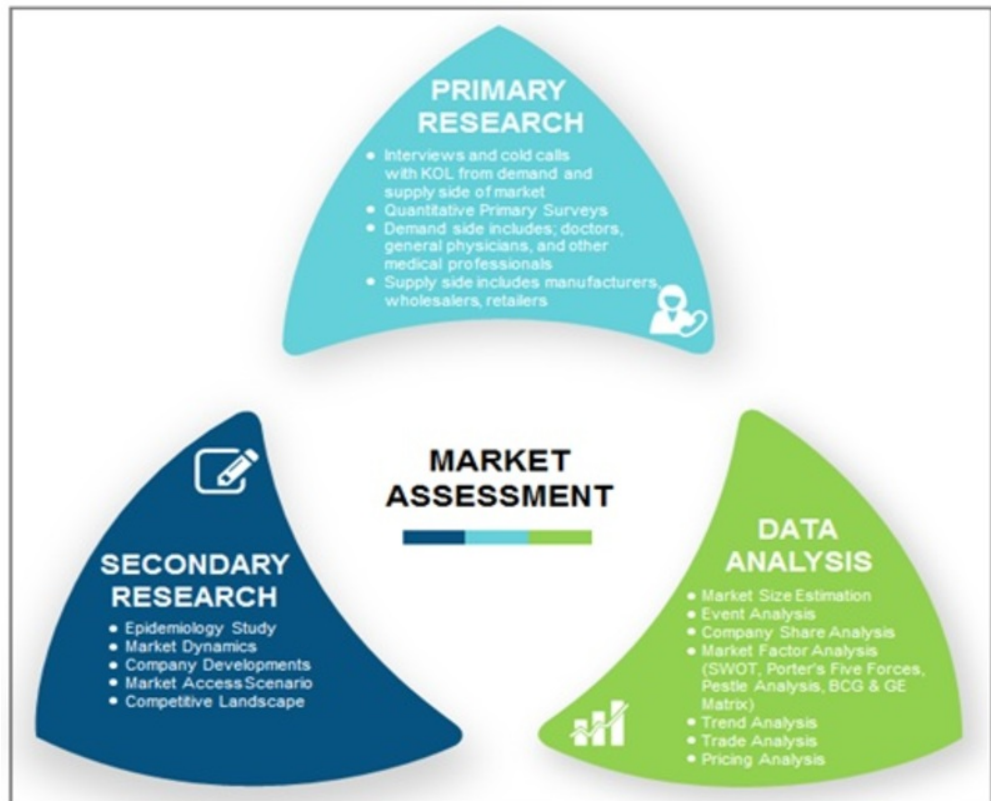 PRIMARY
RESEARCH
• Interviews and cold calls
with KOL from demand and
supply side of market
• Quantitative Primary Surveys
• Demand side includes; doctors,
general physicians, and other
medical professionals
• Supply side includes manufacturers,
wholesalers, retailers
MARKET
ASSESSMENT
SECONDARY
RESEARCH
• Epidemiology Study
• Market Dynamics
• Company Developments
• Market Access Scenario
• Competitive Landscape
DATA
ANALYSIS
• Market Size Estimation
• Event Analysis
• Company Share Analysis
• Market Factor Analysis
(SWOT, Porter's Five Forces,
Pestle Analysis, BCG & GE
Matrix)
• Trend Analysis
• Trade Analysis
• Pricing Analysis